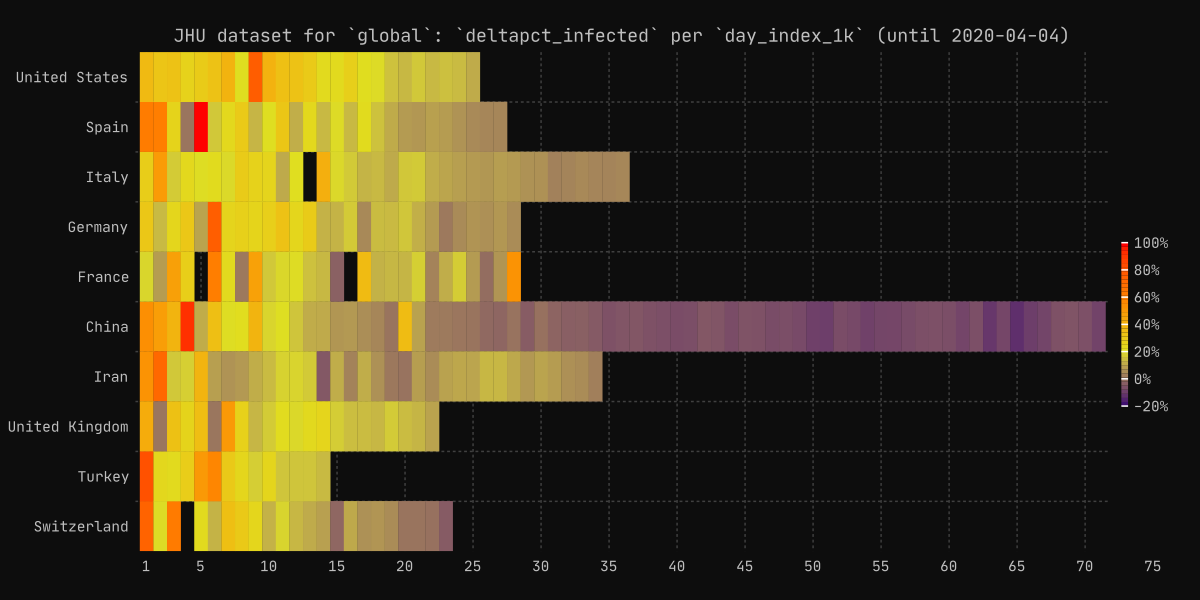 JHU dataset for `global`: `deltapct_infected` per `day_index_1k` (until 2020-04-04)
United States
Spain
Italy
Germany
France
China
Iran
United Kingdom
Turkey
Switzerland
1 5 10 15 20 25 30 35 40 45 50 55 60 65 70 75
100%
80%
60%
40%
20%
0%
−20%